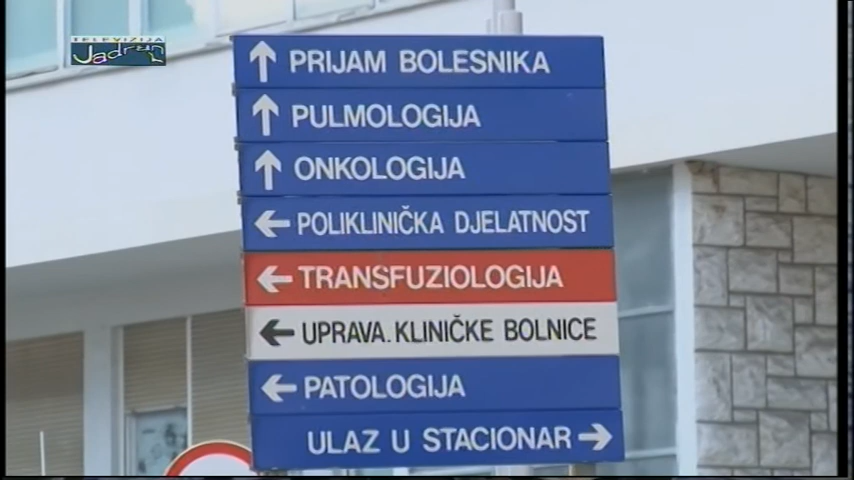 TELEVIZIJA
Jadran
PRIJAM BOLESNIKA
PULMOLOGIJA
ONKOLOGIJA
POLIKLINIČKA DJELATNOST
TRANSFUZIOLOGIJA
UPRAVA.KLINIČKE BOLNICE
PATOLOGIJA
ULAZ U STACIONAR